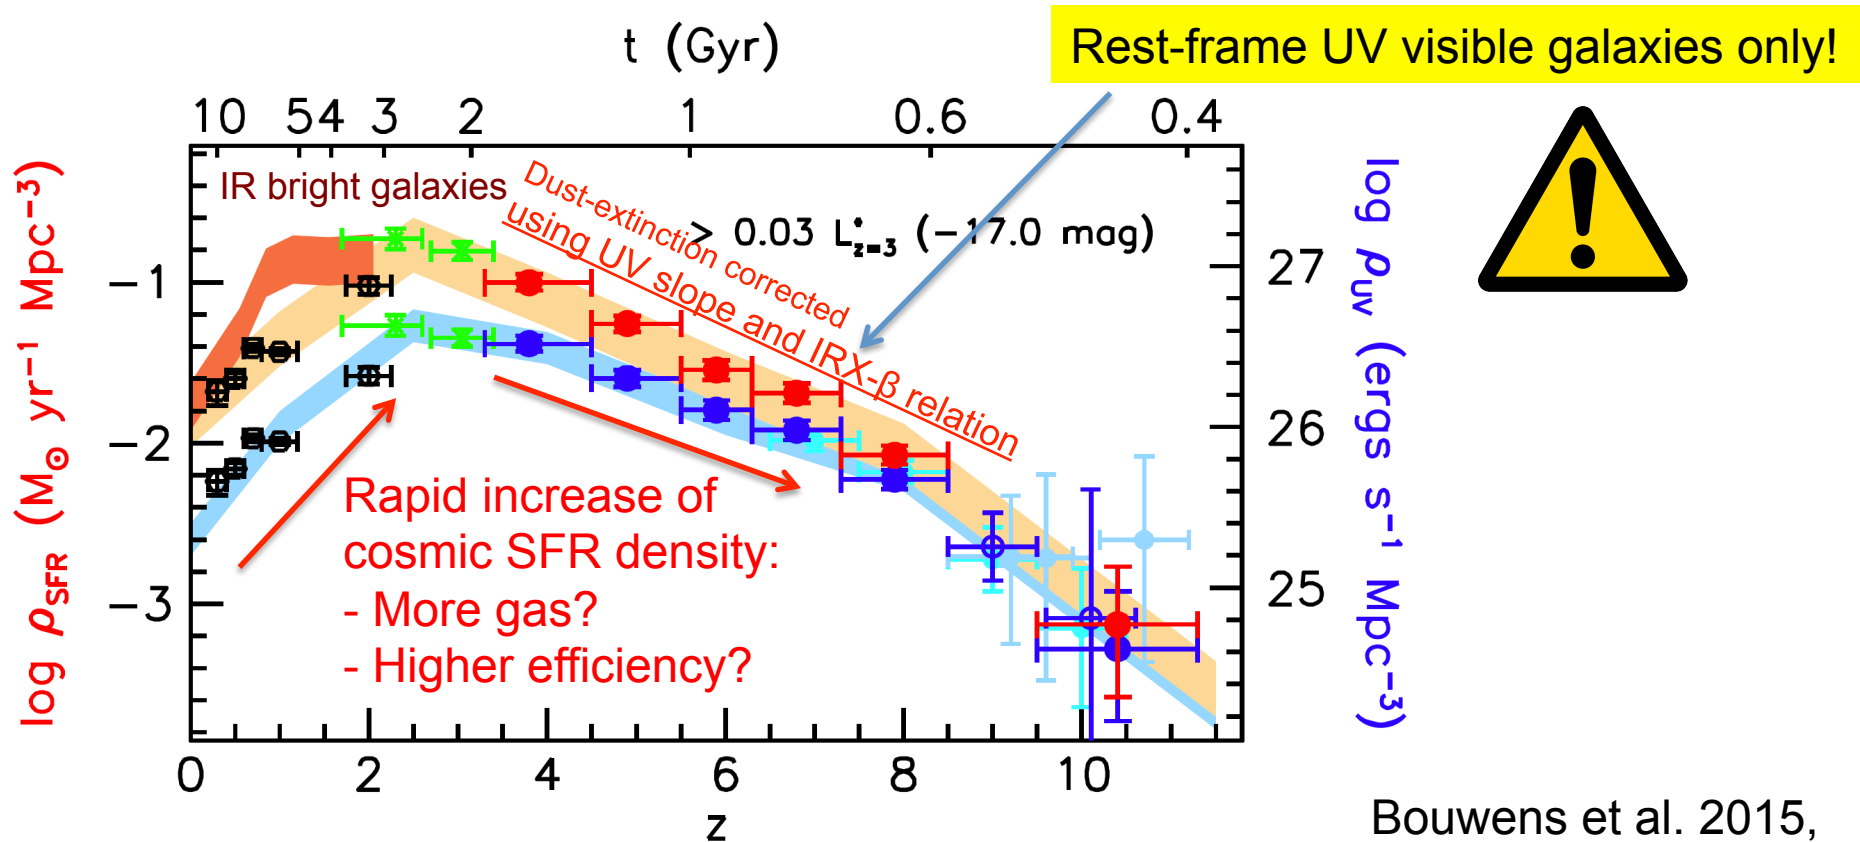 t (Gyr)
Rest-frame UV visible galaxies only!
10 5 4 3 2 1 0.6 0.4
log ρSFR (M⊙ yr−1 Mpc−3)
IR bright galaxies
Dust-extinction corrected
using UV slope and IRX-β relation
> 0.03 L*z=3 (−17.0 mag)
−1
−2
−3
27
26
25
log ρUV (ergs s−1 Mpc−3)
Rapid increase of
cosmic SFR density:
- More gas?
- Higher efficiency?
0 2 4 6 8 10
z
Bouwens et al. 2015,